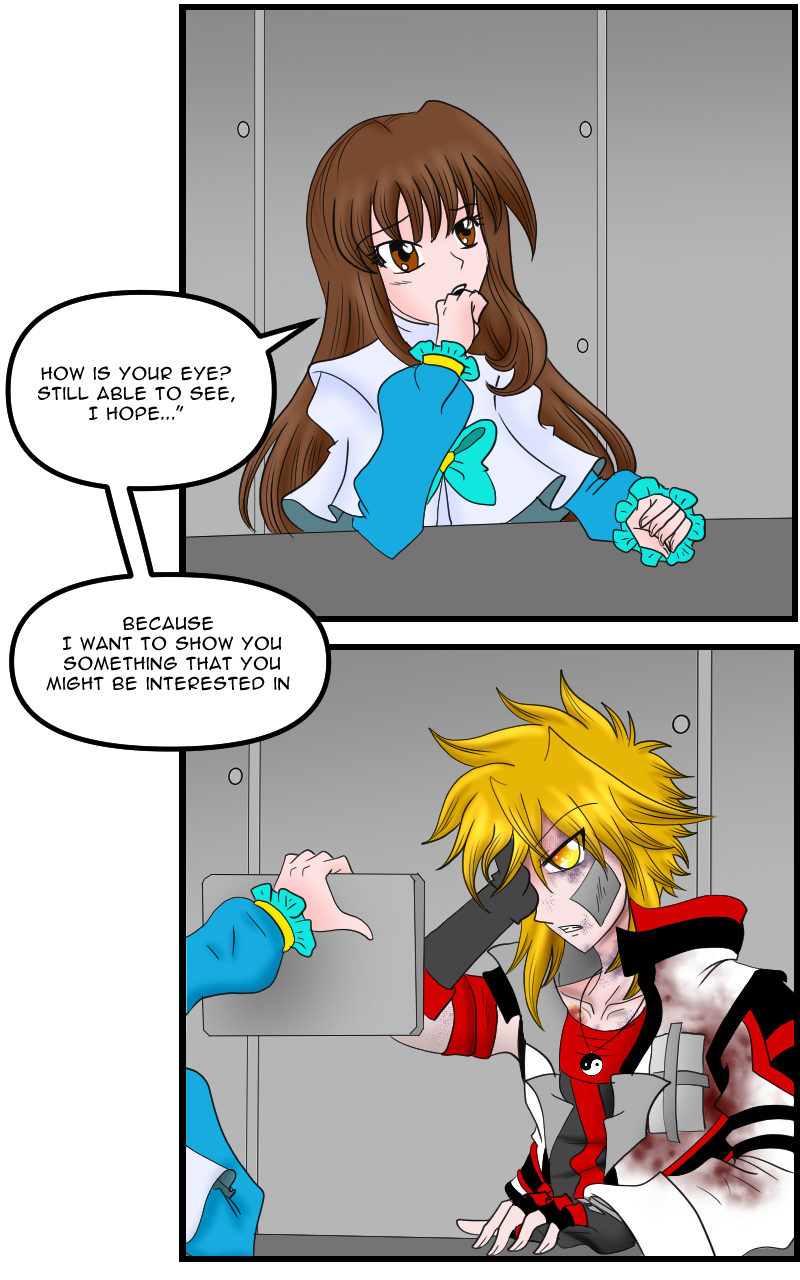 HOW IS YOUR EYE?
STILL ABLE TO SEE,
I HOPE..."
BECAUSE
I WANT TO SHOW YOU
SOMETHING THAT YOU
MIGHT BE INTERESTED IN